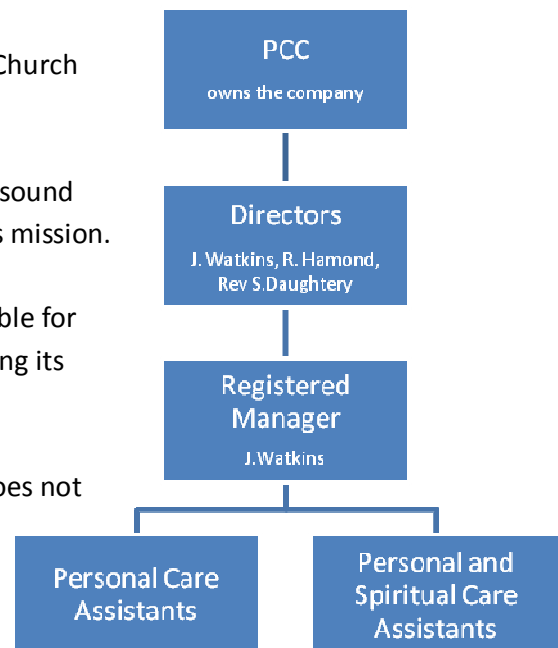 Church
sound
s mission.
ble for
ng its
oes not
PCC
owns the company
Directors
J. Watkins, R. Hamond,
Rev S.Daughtery
Registered
Manager
J.Watkins
Personal Care
Assistants
Personal and
Spiritual Care
Assistants